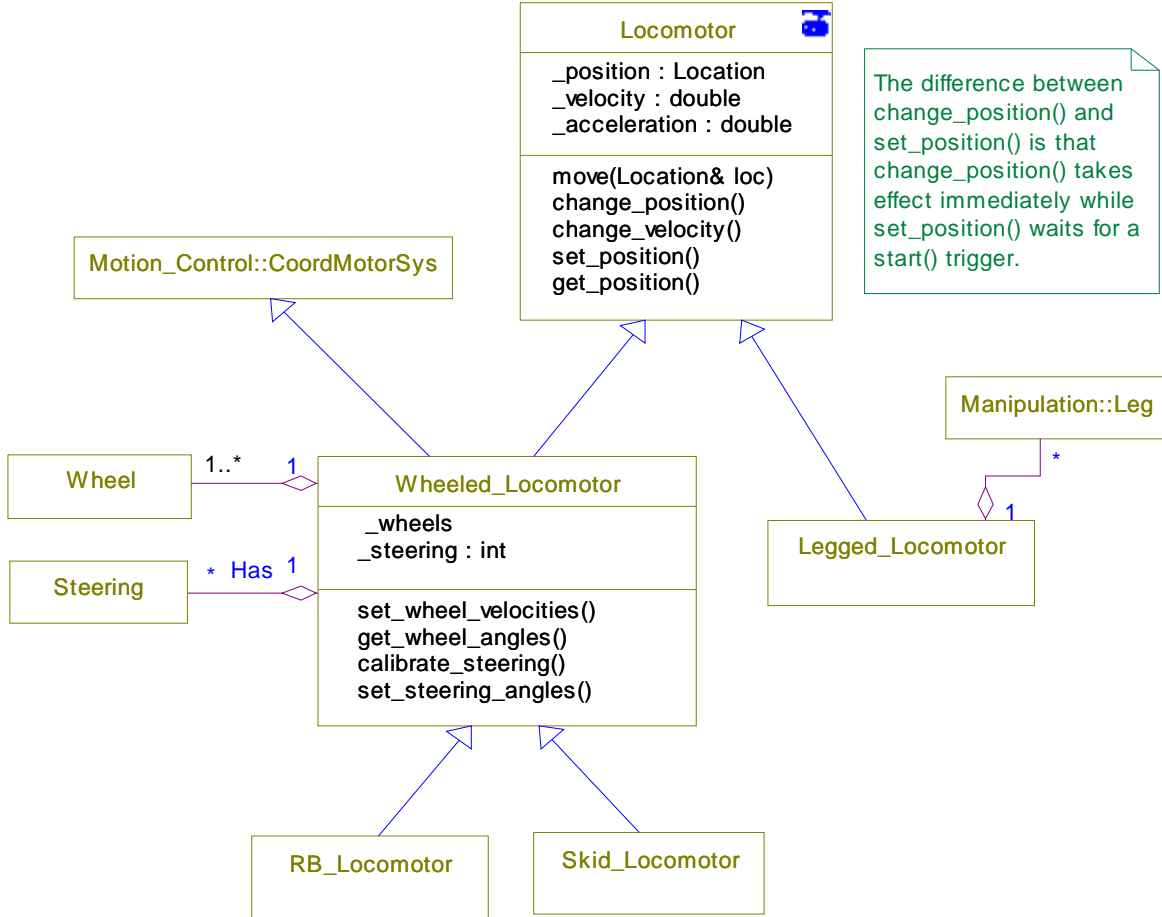 Locomotor
_position : Location
_velocity : double
_acceleration : double
move(Location& loc)
change_position()
change_velocity()
set_position()
get_position()
The difference between
change_position() and
set_position() is that
change_position() takes
effect immediately while
set_position() waits for a
start() trigger.
Motion_Control::CoordMotorSys
Manipulation::Leg
*
1
Legged_Locomotor
Wheel
1..*
1
Steering
* Has 1
Wheeled_Locomotor
_wheels
_steering : int
set_wheel_velocities()
get_wheel_angles()
calibrate_steering()
set_steering_angles()
RB_Locomotor
Skid_Locomotor